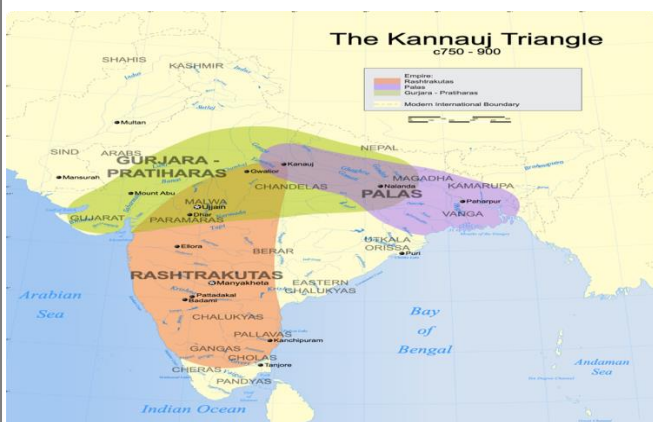 The Kannauj Triangle
c750 - 900
Empire:
Rashtrakutas
Palas
Gurjara - Pratiharas
Modern International Boundary
SHAHIS
KASHMIR
Multan
SIND
ARABS
Mansurah
GURJARA -
PRATIHARAS
Mount Abu
GUJARAT
Gwalior
Kanauj
NEPAL
CHANDELAS
MALWA
Ujjain
Dhar
PARAMARAS
MAGADHA
Nalanda
PALAS
KAMARUPA
Paharpur
VANGA
Ellora
BERAR
UTKALA
ORISSA
Puri
RASHTRAKUTAS
Manyakheta
EASTERN
CHALUKYAS
Pattadakal
Badami
CHALUKYAS
PALLAVAS
Kanchipuram
GANGAS
CHOLAS
Tanjore
CHERAS
PANDYAS
Arabian
Sea
Bay
of
Bengal
Andaman
Sea
Indian Ocean